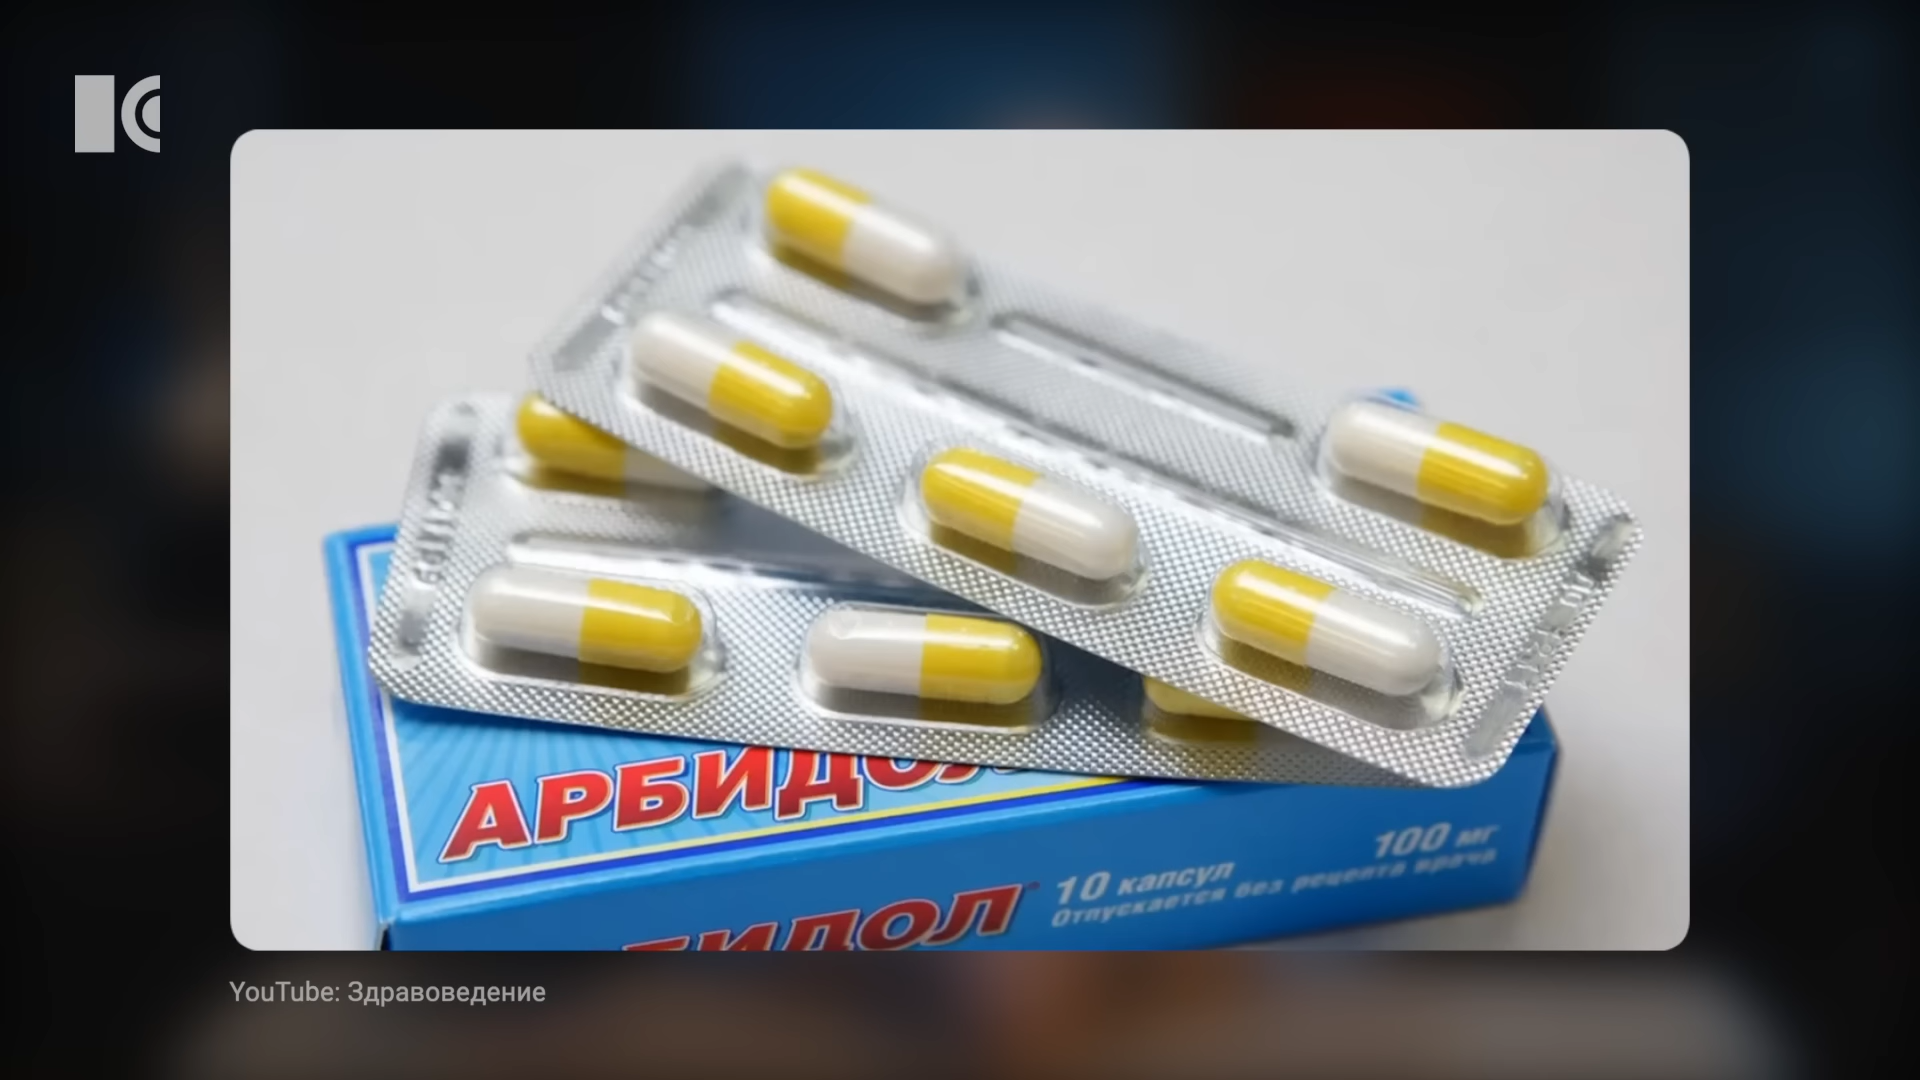 АРБИДОЛ
БИДОЛ
10 капсул
100 мг
Отпускается без рецепта врача
YouTube: Здравоведение